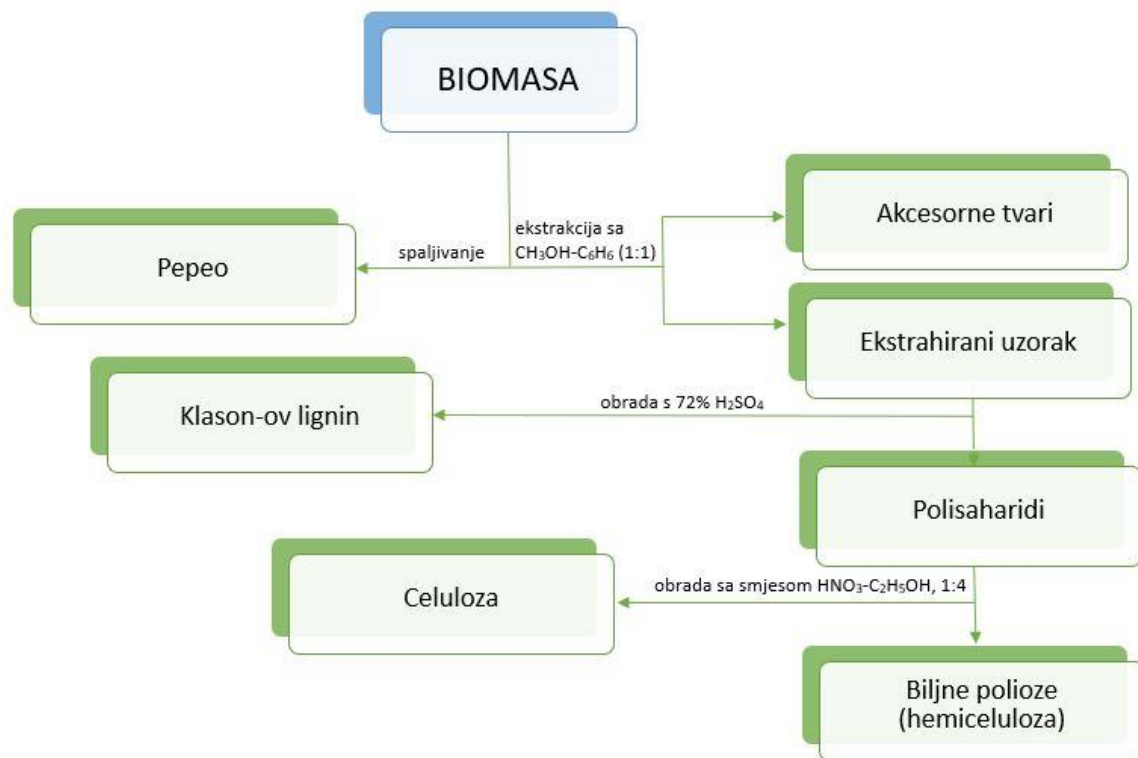 BIOMASA
Akcesorne tvari
Pepeo
spaljivanje
ekstrakcija sa
CH₃OH-C₆H₆ (1:1)
Ekstrahirani uzorak
Klason-ov lignin
obrada s 72% H₂SO₄
Polisaharidi
Celuloza
obrada sa smjesom HNO₃-C₂H₅OH, 1:4
Biljne polioze
(hemiceluloza)